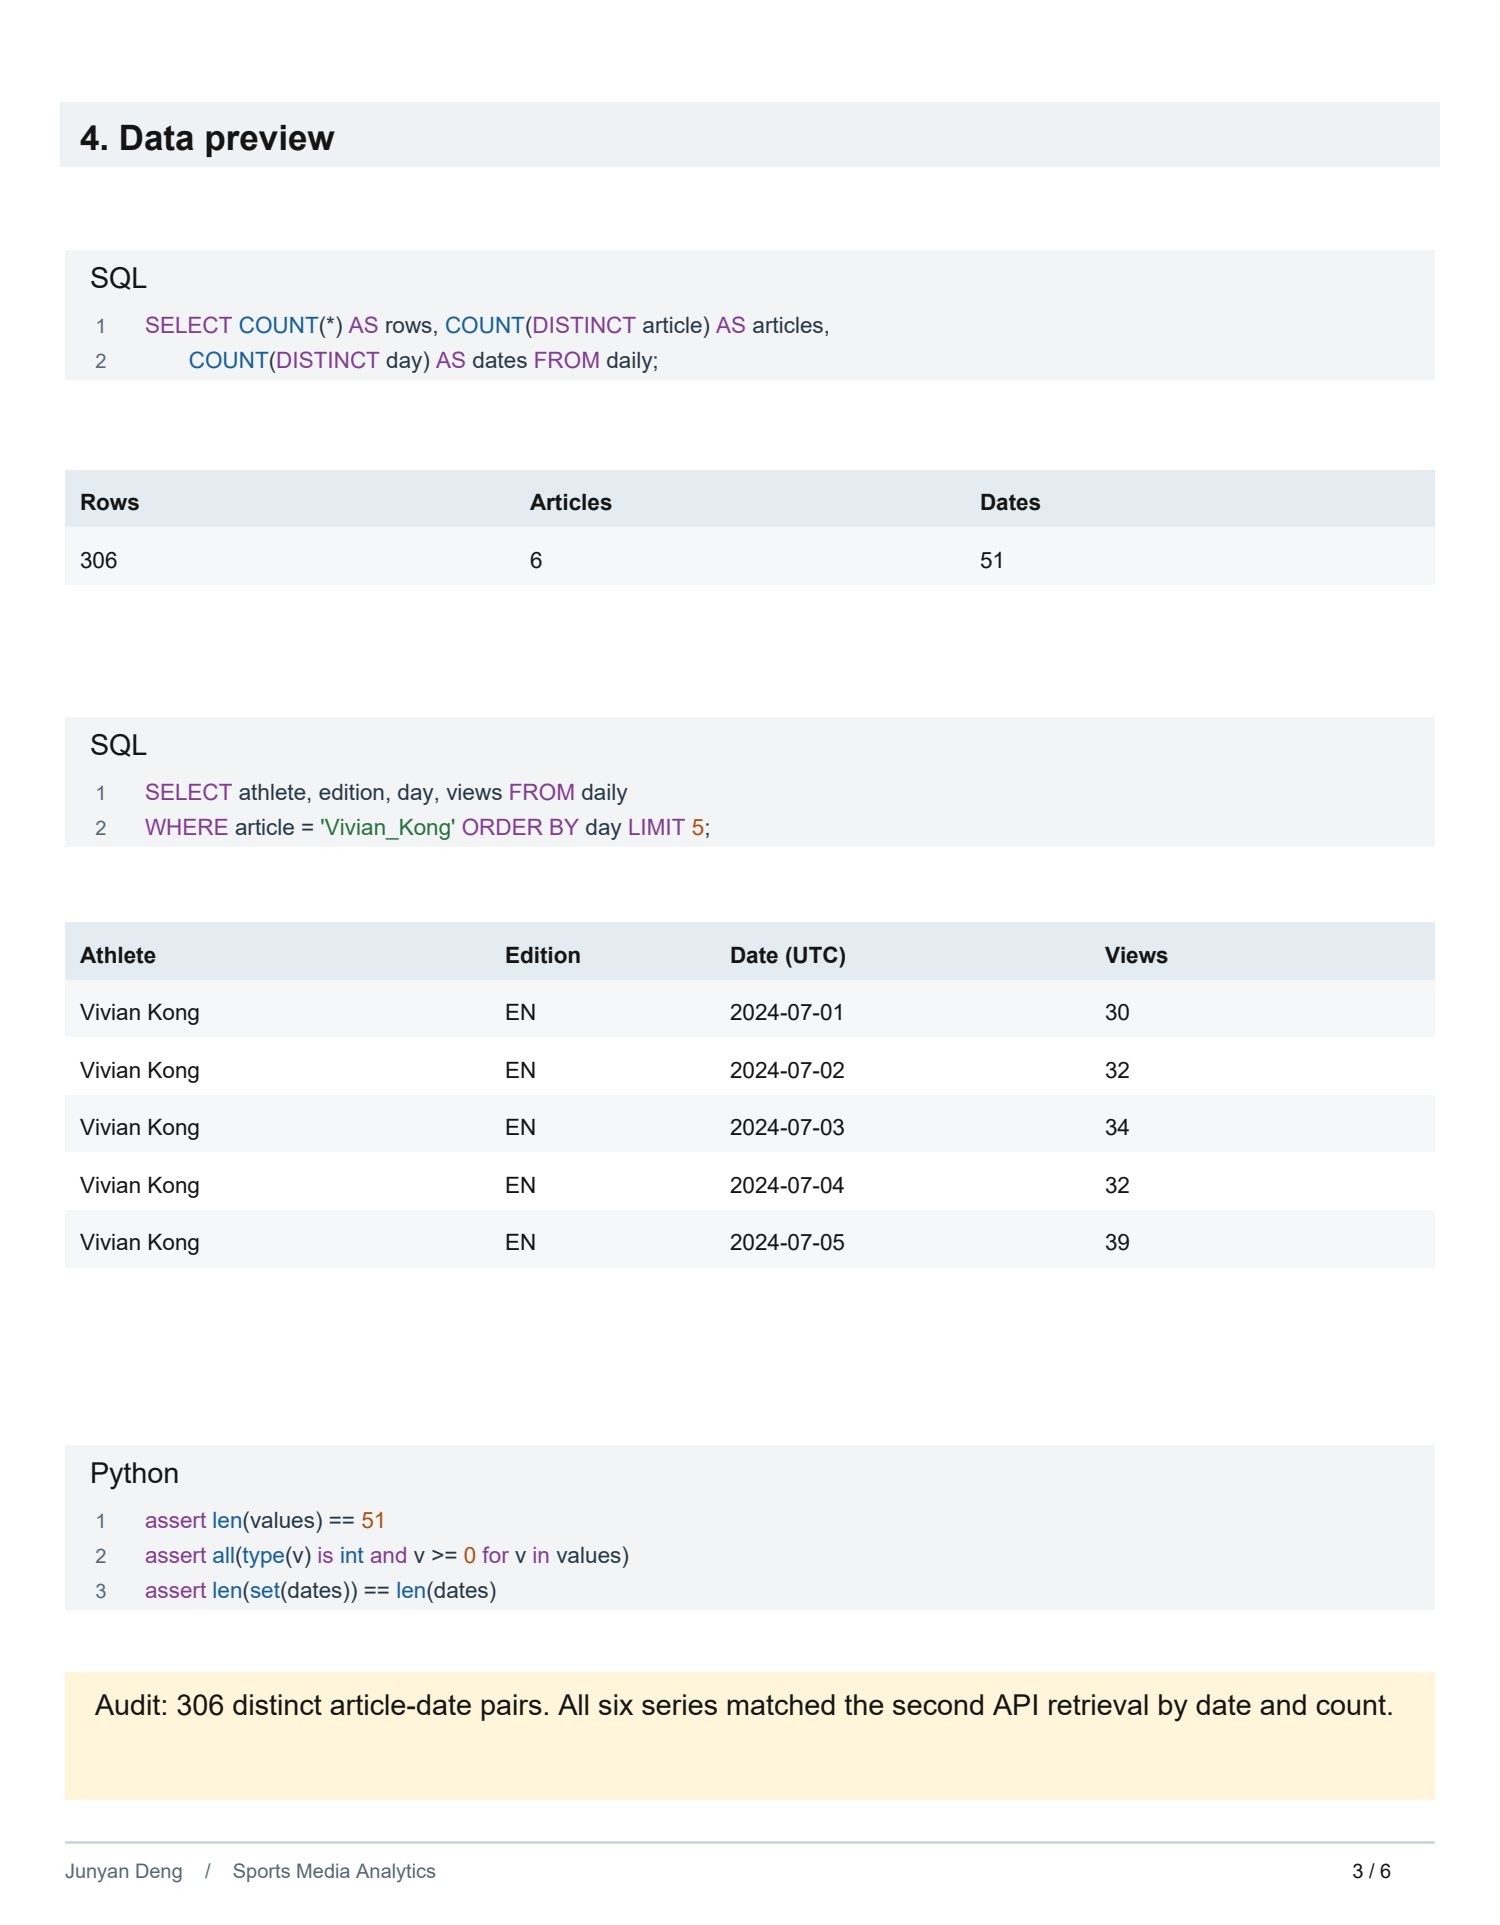 4. Data preview
SQL
1 SELECT COUNT(*) AS rows, COUNT(DISTINCT article) AS articles,
2 COUNT(DISTINCT day) AS dates FROM daily;
Rows Articles Dates
306 6 51
SQL
1 SELECT athlete, edition, day, views FROM daily
2 WHERE article = 'Vivian_Kong' ORDER BY day LIMIT 5;
Athlete Edition Date (UTC) Views
Vivian Kong EN 2024-07-01 30
Vivian Kong EN 2024-07-02 32
Vivian Kong EN 2024-07-03 34
Vivian Kong EN 2024-07-04 32
Vivian Kong EN 2024-07-05 39
Python
1 assert len(values) == 51
2 assert all(type(v) is int and v >= 0 for v in values)
3 assert len(set(dates)) == len(dates)
Audit: 306 distinct article-date pairs. All six series matched the second API retrieval by date and count.
Junyan Deng / Sports Media Analytics 3 / 6